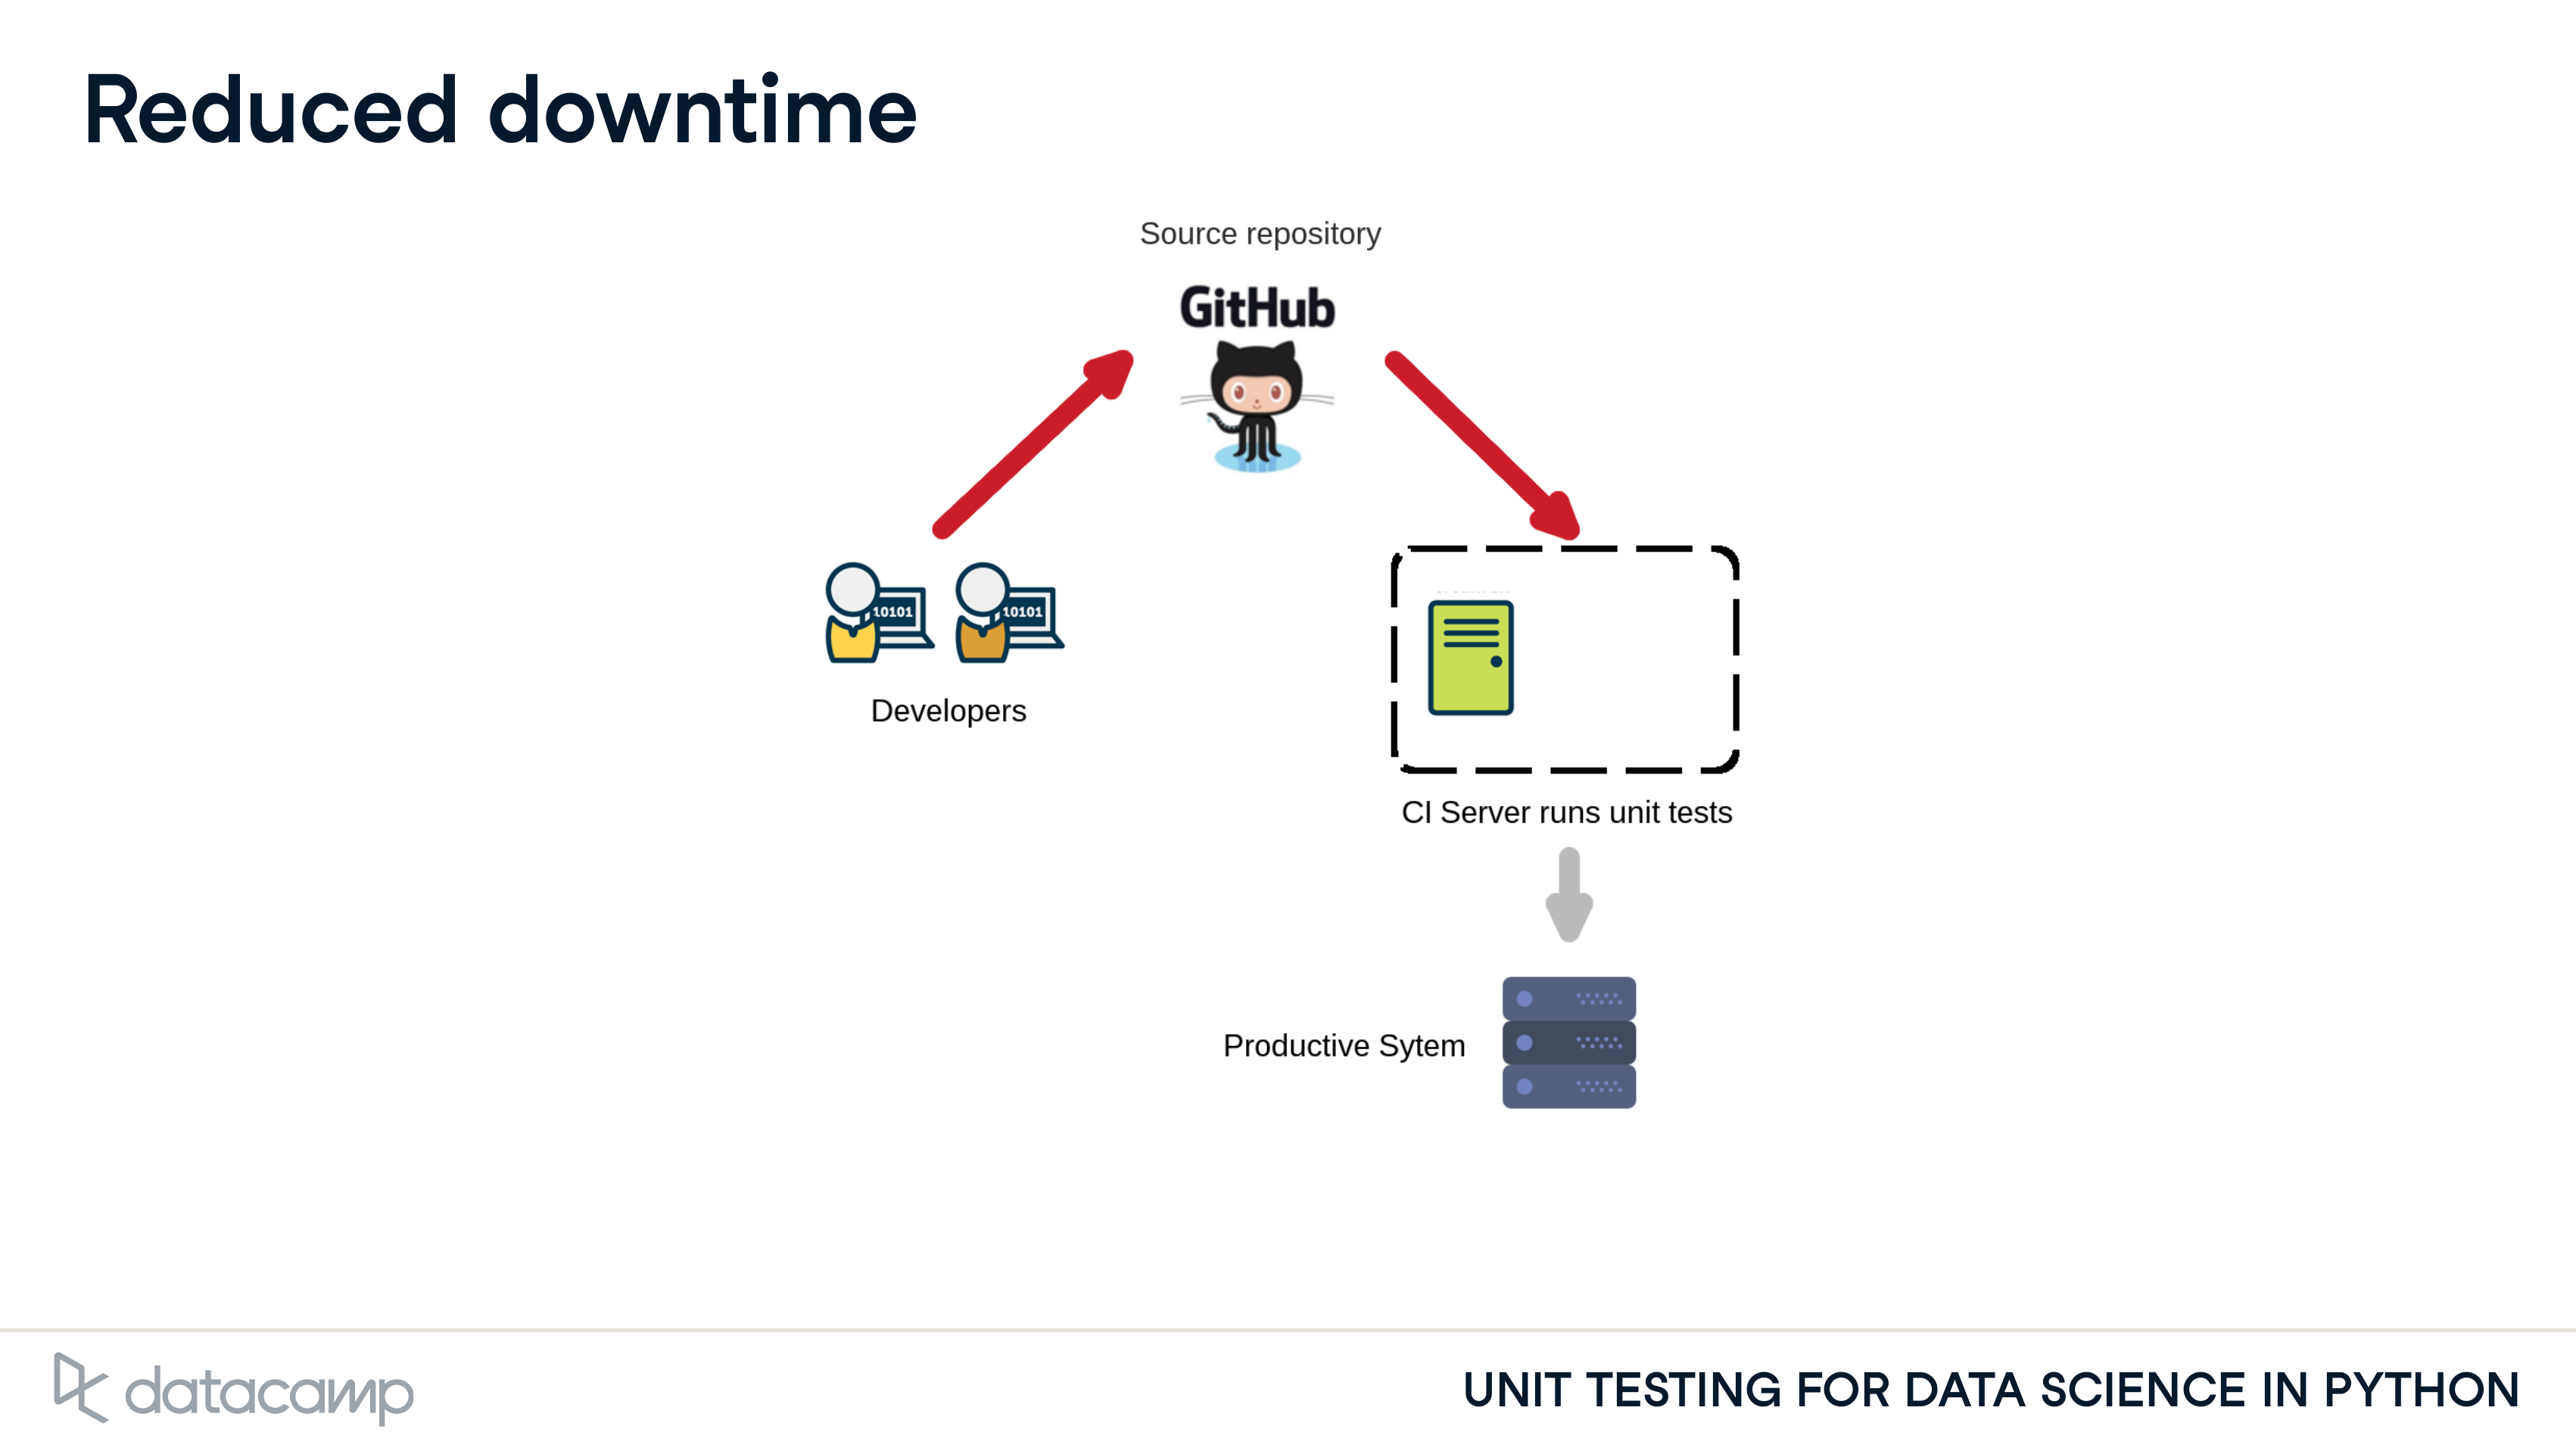 Reduced downtime
Source repository
GitHub
10101
10101
Developers
CI Server runs unit tests
Productive Sytem
datacamp
UNIT TESTING FOR DATA SCIENCE IN PYTHON